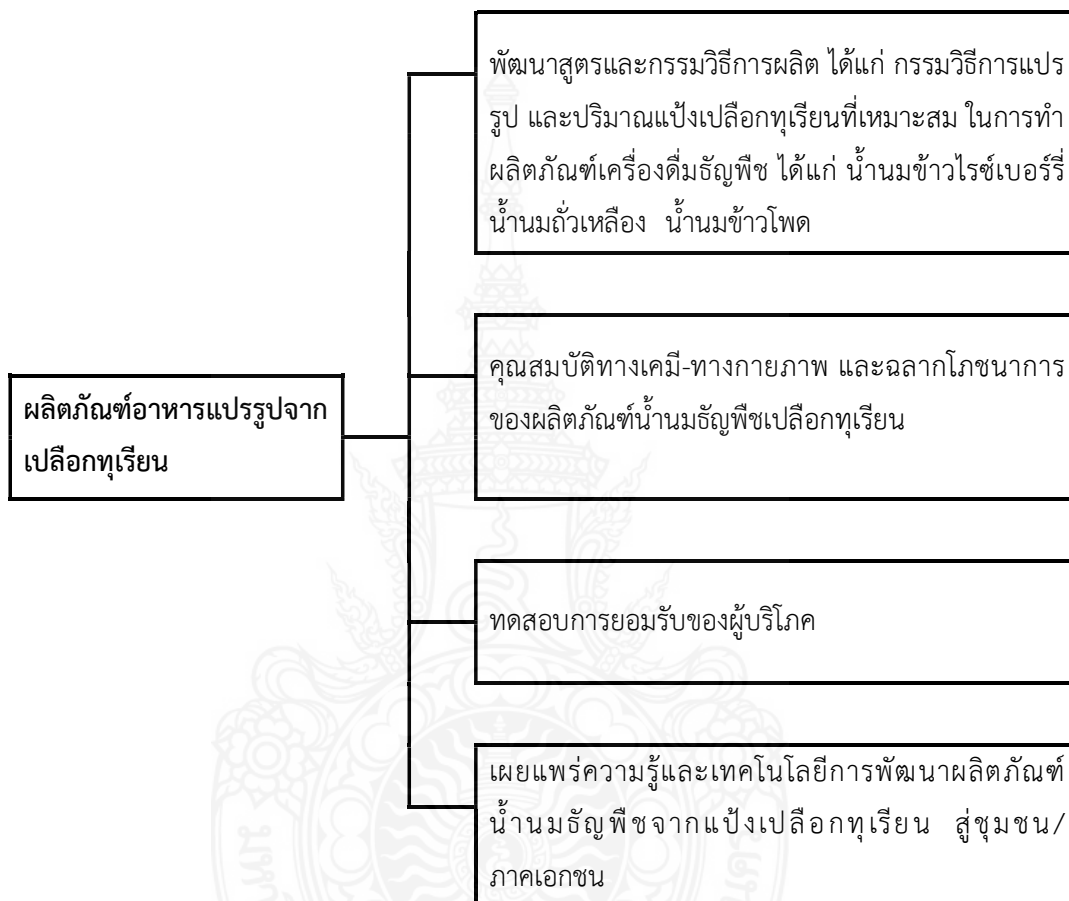 พัฒนาสูตรและกรรมวิธีการผลิต ได้แก่ กรรมวิธีการแปร
รูป และปริมาณแป้งเปลือกทุเรียนที่เหมาะสม ในการทำ
ผลิตภัณฑ์เครื่องดื่มธัญพืช ได้แก่ น้ำนมข้าวไรซ์เบอร์รี่
น้ำนมถั่วเหลือง น้ำนมข้าวโพด
ผลิตภัณฑ์อาหารแปรรูปจาก
เปลือกทุเรียน
คุณสมบัติทางเคมี-ทางกายภาพ และฉลากโภชนาการ
ของผลิตภัณฑ์น้ำนมธัญพืชเปลือกทุเรียน
ทดสอบการยอมรับของผู้บริโภค
เผยแพร่ความรู้และเทคโนโลยีการพัฒนาผลิตภัณฑ์
น้ำนมธัญพืชจากแป้งเปลือกทุเรียน สู่ชุมชน/
ภาคเอกชน